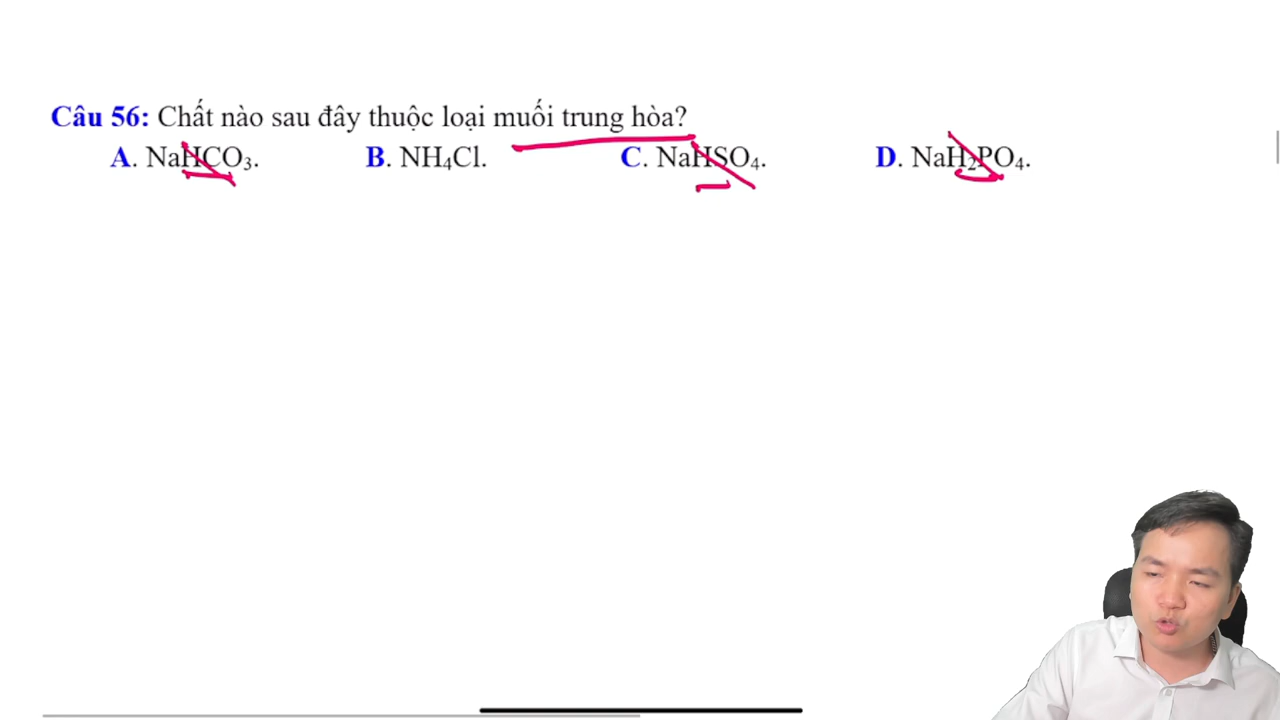 Câu 56: Chất nào sau đây thuộc loại muối trung hòa?
A. NaHCO₃. B. NH₄Cl. C. NaHSO₄. D. NaH₂PO₄.